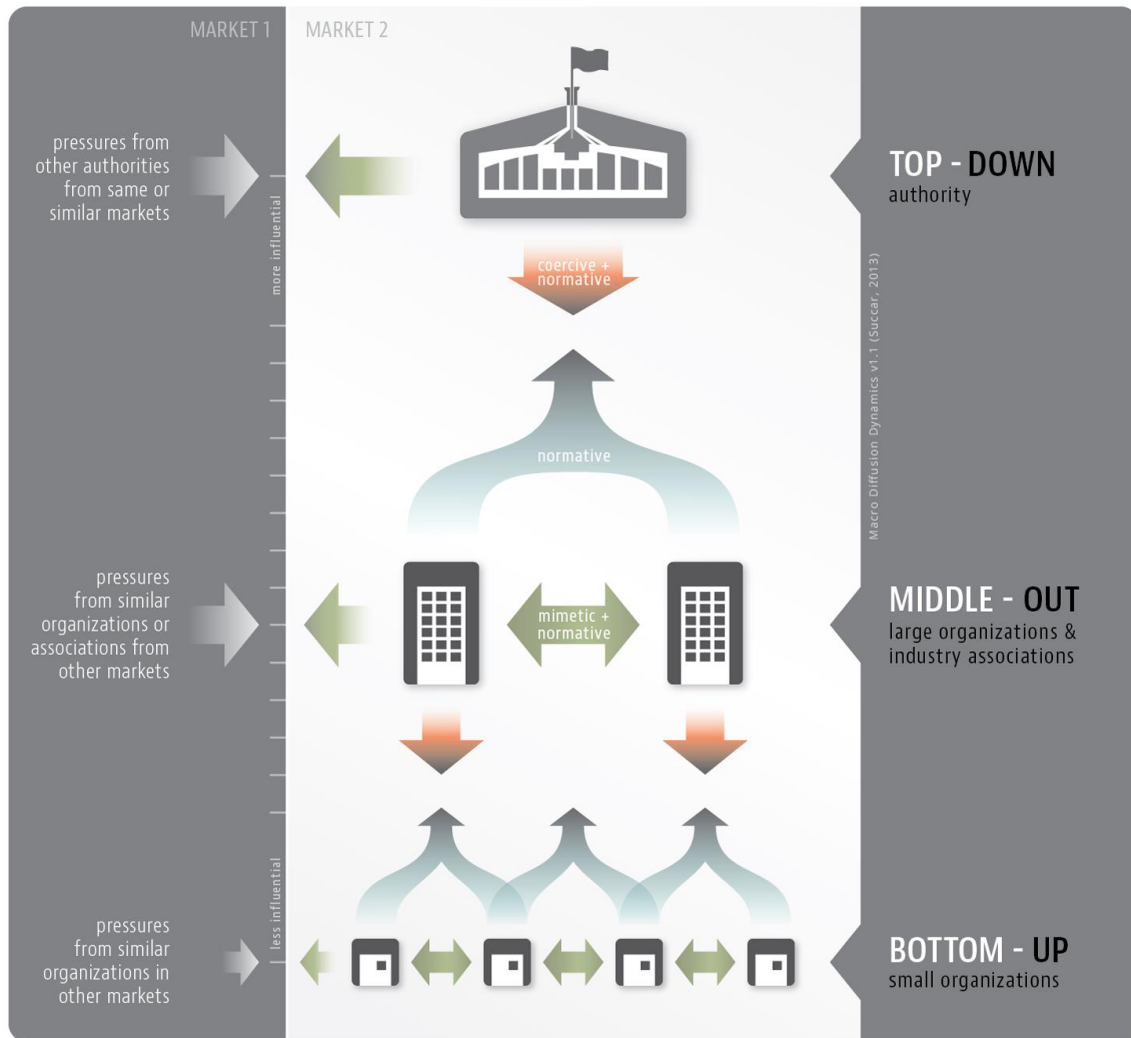 MARKET 1
MARKET 2
pressures from
other authorities
from same or
similar markets
more influential
coercive +
normative
TOP - DOWN
authority
Macro Diffusion Dynamics v1.1 (Succar, 2013)
normative
pressures
from similar
organizations or
associations from
other markets
mimetic +
normative
MIDDLE - OUT
large organizations &
industry associations
less influential
pressures
from similar
organizations in
other markets
BOTTOM - UP
small organizations